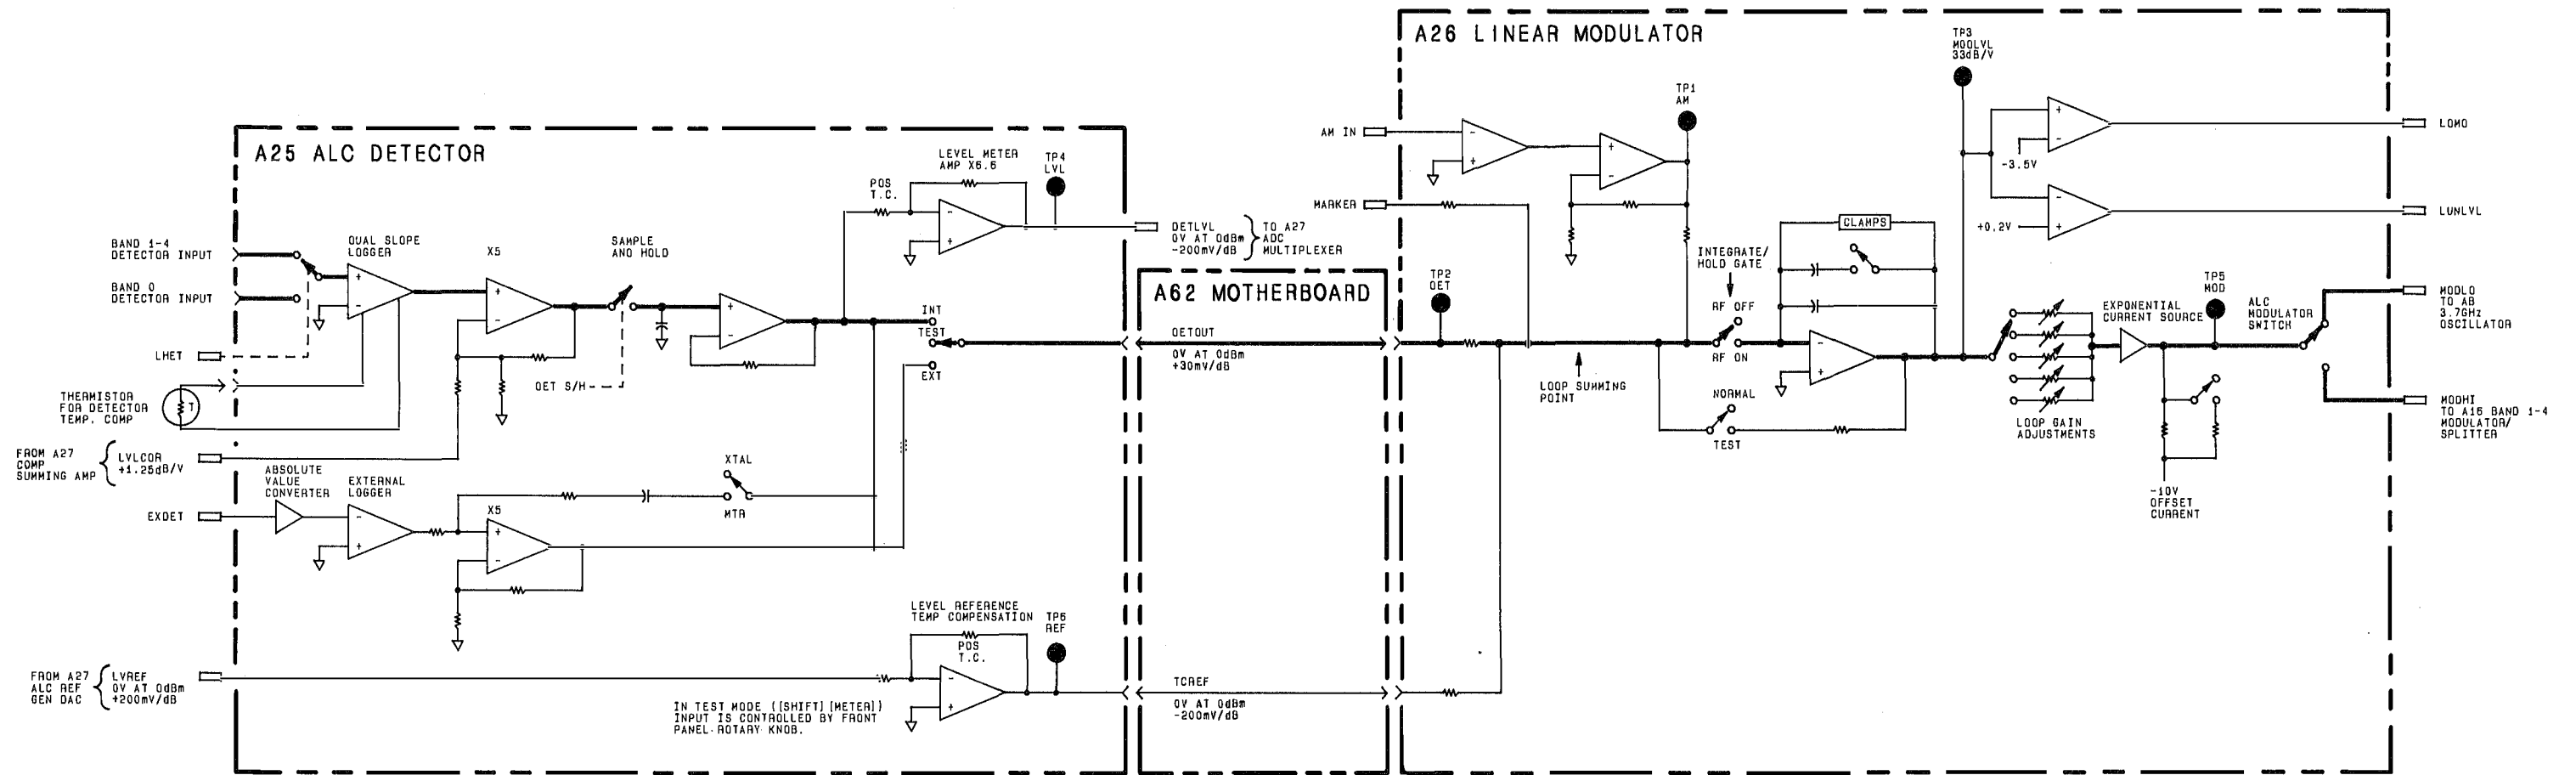 A25 ALC DETECTOR
BAND 1-4
DETECTOR INPUT
BAND 0
DETECTOR INPUT
LHET
THERMISTOR
FOR DETECTOR
TEMP. COMP
T
FROM A27
COMP
SUMMING AMP
LVLCOR
+1.25dB/V
EXDET
FROM A27
ALC REF
GEN DAC
LVREF
0V AT 0dBm
+200mV/dB
DUAL SLOPE
LOGGER
+
-
X5
+
-
SAMPLE
AND HOLD
DET S/H
+
-
POS
T.C.
LEVEL METER
AMP X6.6
-
+
TP4
LVL
INT
TEST
EXT
ABSOLUTE
VALUE
CONVERTER
EXTERNAL
LOGGER
-
+
X5
+
-
XTAL
MTR
LEVEL REFERENCE
TEMP COMPENSATION
POS
T.C.
-
+
TP6
REF
IN TEST MODE ([SHIFT] [METER])
INPUT IS CONTROLLED BY FRONT
PANEL ROTARY KNOB.
DETLVL
0V AT 0dBm
-200mV/dB
TO A27
ADC
MULTIPLEXER
A62 MOTHERBOARD
DETOUT
0V AT 0dBm
+30mV/dB
TCREF
0V AT 0dBm
-200mV/dB
A26 LINEAR MODULATOR
AM IN
MARKER
-
+
+
-
TP1
AM
TP2
DET
LOOP SUMMING
POINT
INTEGRATE/
HOLD GATE
RF OFF
RF ON
NORMAL
TEST
CLAMPS
-
+
TP3
MODLVL
33dB/V
+
-
-3.5V
-
+
+0.2V
LOOP GAIN
ADJUSTMENTS
EXPONENTIAL
CURRENT SOURCE
TP5
MOD
ALC
MODULATOR
SWITCH
-10V
OFFSET
CURRENT
LOMO
LUNLVL
MODLO
TO A8
3.7GHz
OSCILLATOR
MODHI
TO A16 BAND 1-4
MODULATOR/
SPLITTER